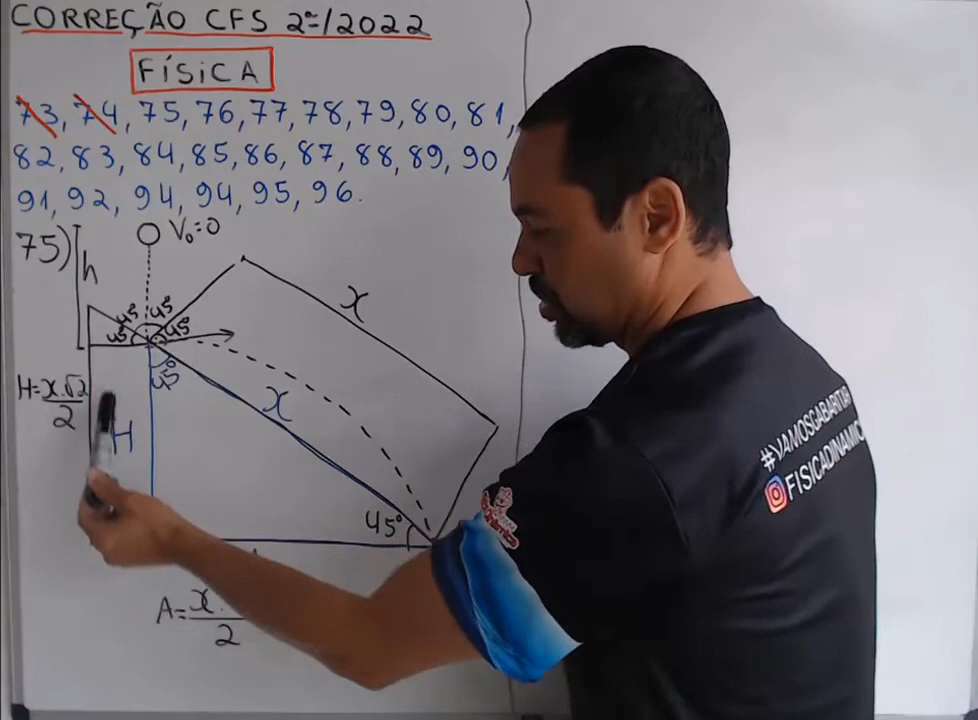 CORREÇÃO CFS 2º/2022
FÍSICA
73, 74, 75, 76, 77, 78, 79, 80, 81,
82, 83, 84, 85, 86, 87, 88, 89, 90,
91, 92, 94, 94, 95, 96.
75)
h
V₀=0
x
45° 45°
45° 45°
45°
H=x.√2/2
H
x
45°
A=x. /2
#VAMOSGABARITAR
FISICADINAMIC